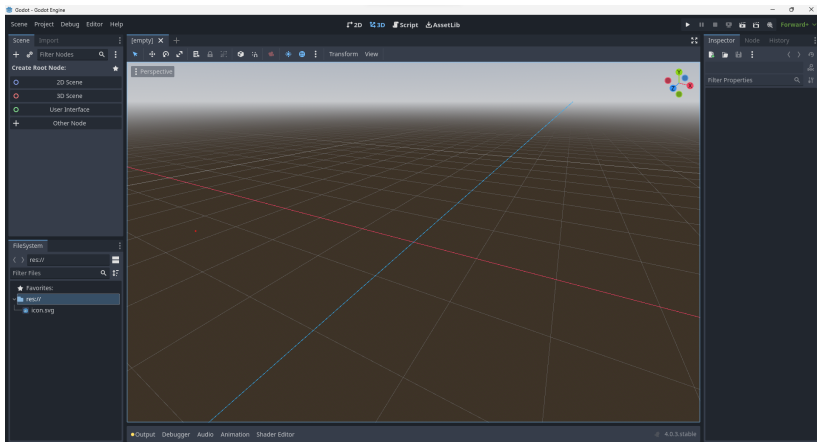 Godot - Godot Engine
Scene Project Debug Editor Help
2D 3D Script AssetLib
Forward+
Scene Import
[empty]
Inspector Node History
Filter Nodes
Transform View
Create Root Node:
Perspective
Y
X
Z
Filter Properties
2D Scene
3D Scene
User Interface
Other Node
FileSystem
res://
Filter Files
Favorites:
res://
icon.svg
Output Debugger Audio Animation Shader Editor
4.0.3.stable